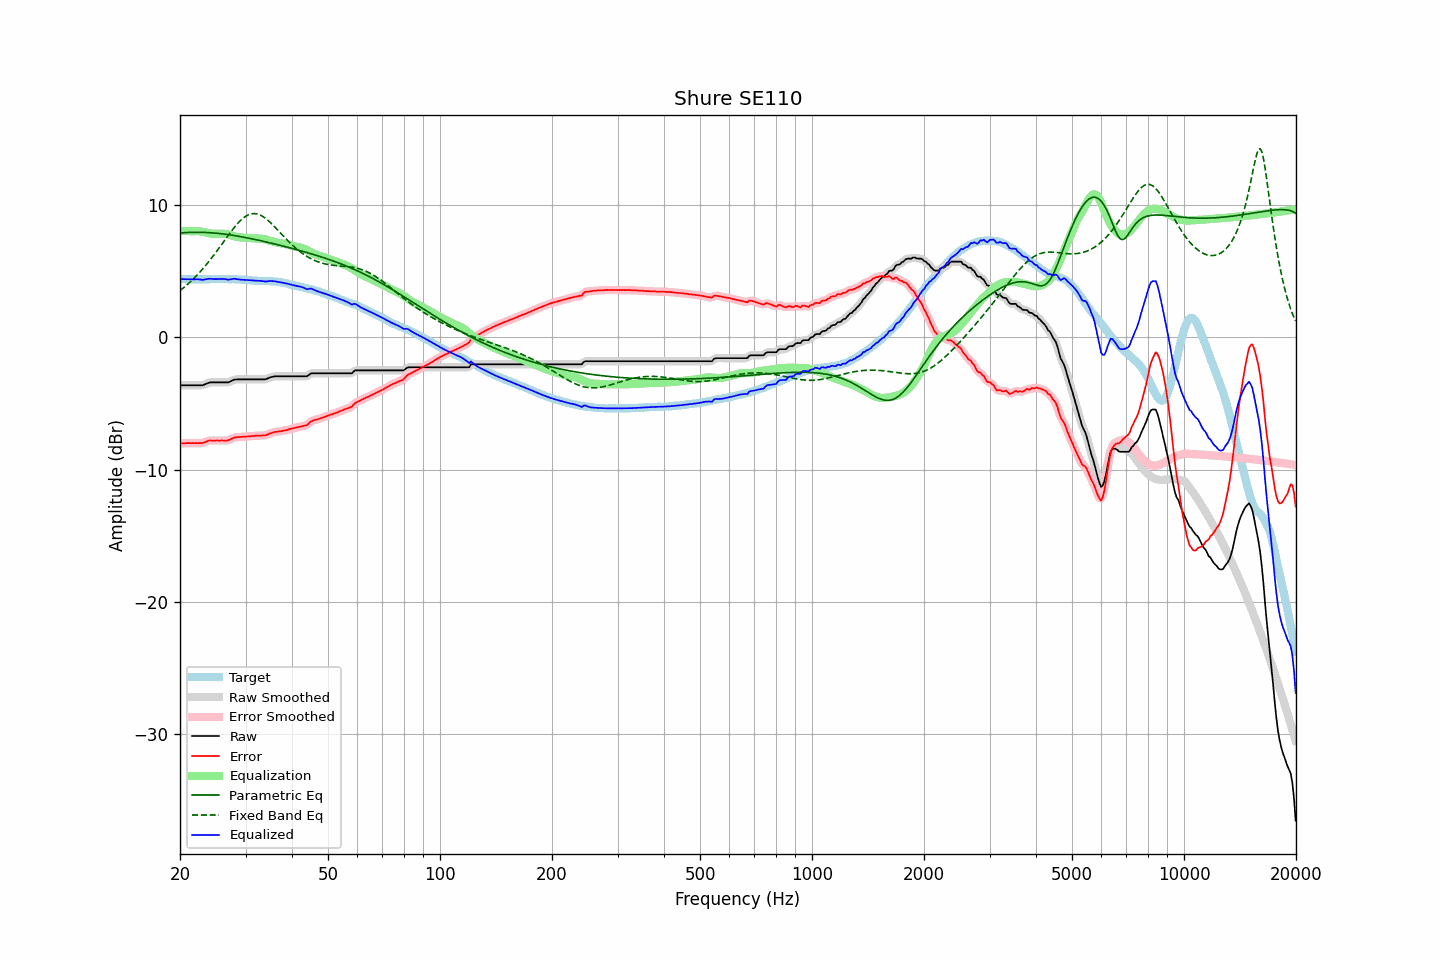 Shure SE110
Amplitude (dBr)
10
0
−10
−20
−30
Target
Raw Smoothed
Error Smoothed
Raw
Error
Equalization
Parametric Eq
Fixed Band Eq
Equalized
20 50 100 200 500 1000 2000 5000 10000 20000
Frequency (Hz)